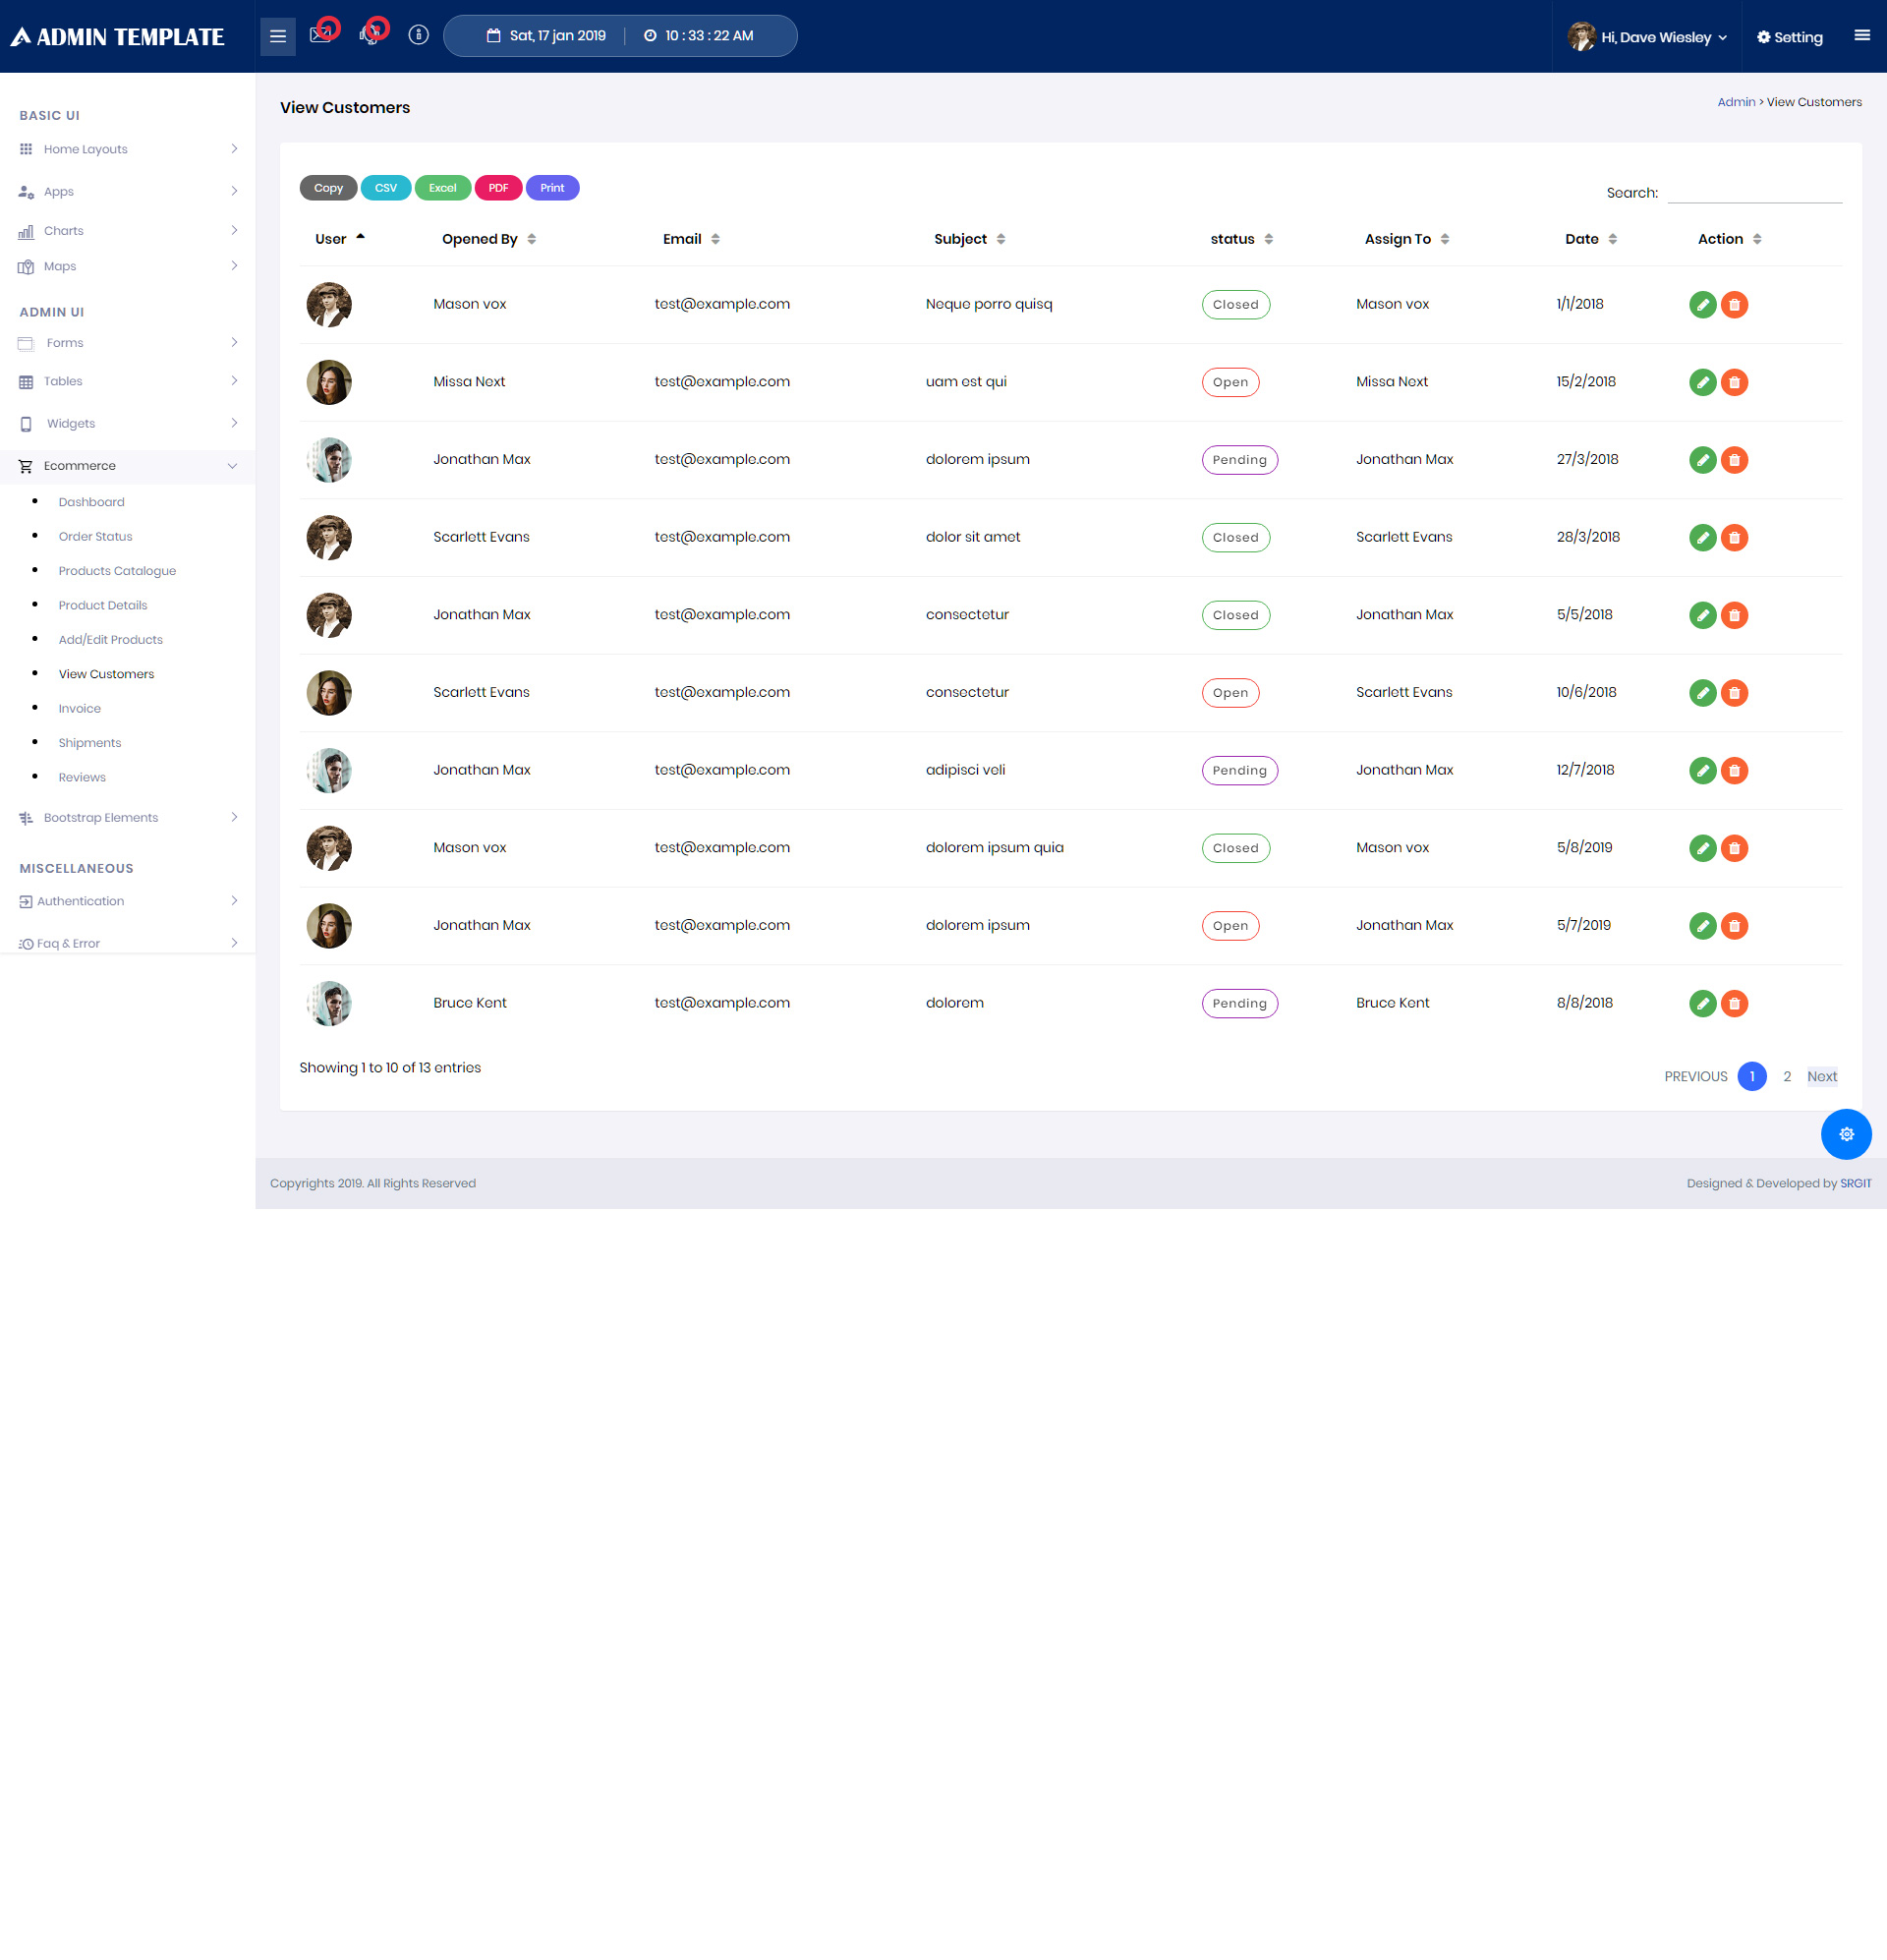 ADMIN TEMPLATE
Sat, 17 jan 2019
10 : 33 : 22 AM
Hi, Dave Wiesley
Setting
BASIC UI
Home Layouts
Apps
Charts
Maps
ADMIN UI
Forms
Tables
Widgets
Ecommerce
Dashboard
Order Status
Products Catalogue
Product Details
Add/Edit Products
View Customers
Invoice
Shipments
Reviews
Bootstrap Elements
MISCELLANEOUS
Authentication
Faq & Error
View Customers
Admin > View Customers
Copy CSV Excel PDF Print
Search:
User Opened By Email Subject status Assign To Date Action
Mason vox test@example.com Neque porro quisq Closed Mason vox 1/1/2018
Missa Next test@example.com uam est qui Open Missa Next 15/2/2018
Jonathan Max test@example.com dolorem ipsum Pending Jonathan Max 27/3/2018
Scarlett Evans test@example.com dolor sit amet Closed Scarlett Evans 28/3/2018
Jonathan Max test@example.com consectetur Closed Jonathan Max 5/5/2018
Scarlett Evans test@example.com consectetur Open Scarlett Evans 10/6/2018
Jonathan Max test@example.com adipisci veli Pending Jonathan Max 12/7/2018
Mason vox test@example.com dolorem ipsum quia Closed Mason vox 5/8/2019
Jonathan Max test@example.com dolorem ipsum Open Jonathan Max 5/7/2019
Bruce Kent test@example.com dolorem Pending Bruce Kent 8/8/2018
Showing 1 to 10 of 13 entries
PREVIOUS 1 2 Next
Copyrights 2019. All Rights Reserved
Designed & Developed by SRGIT